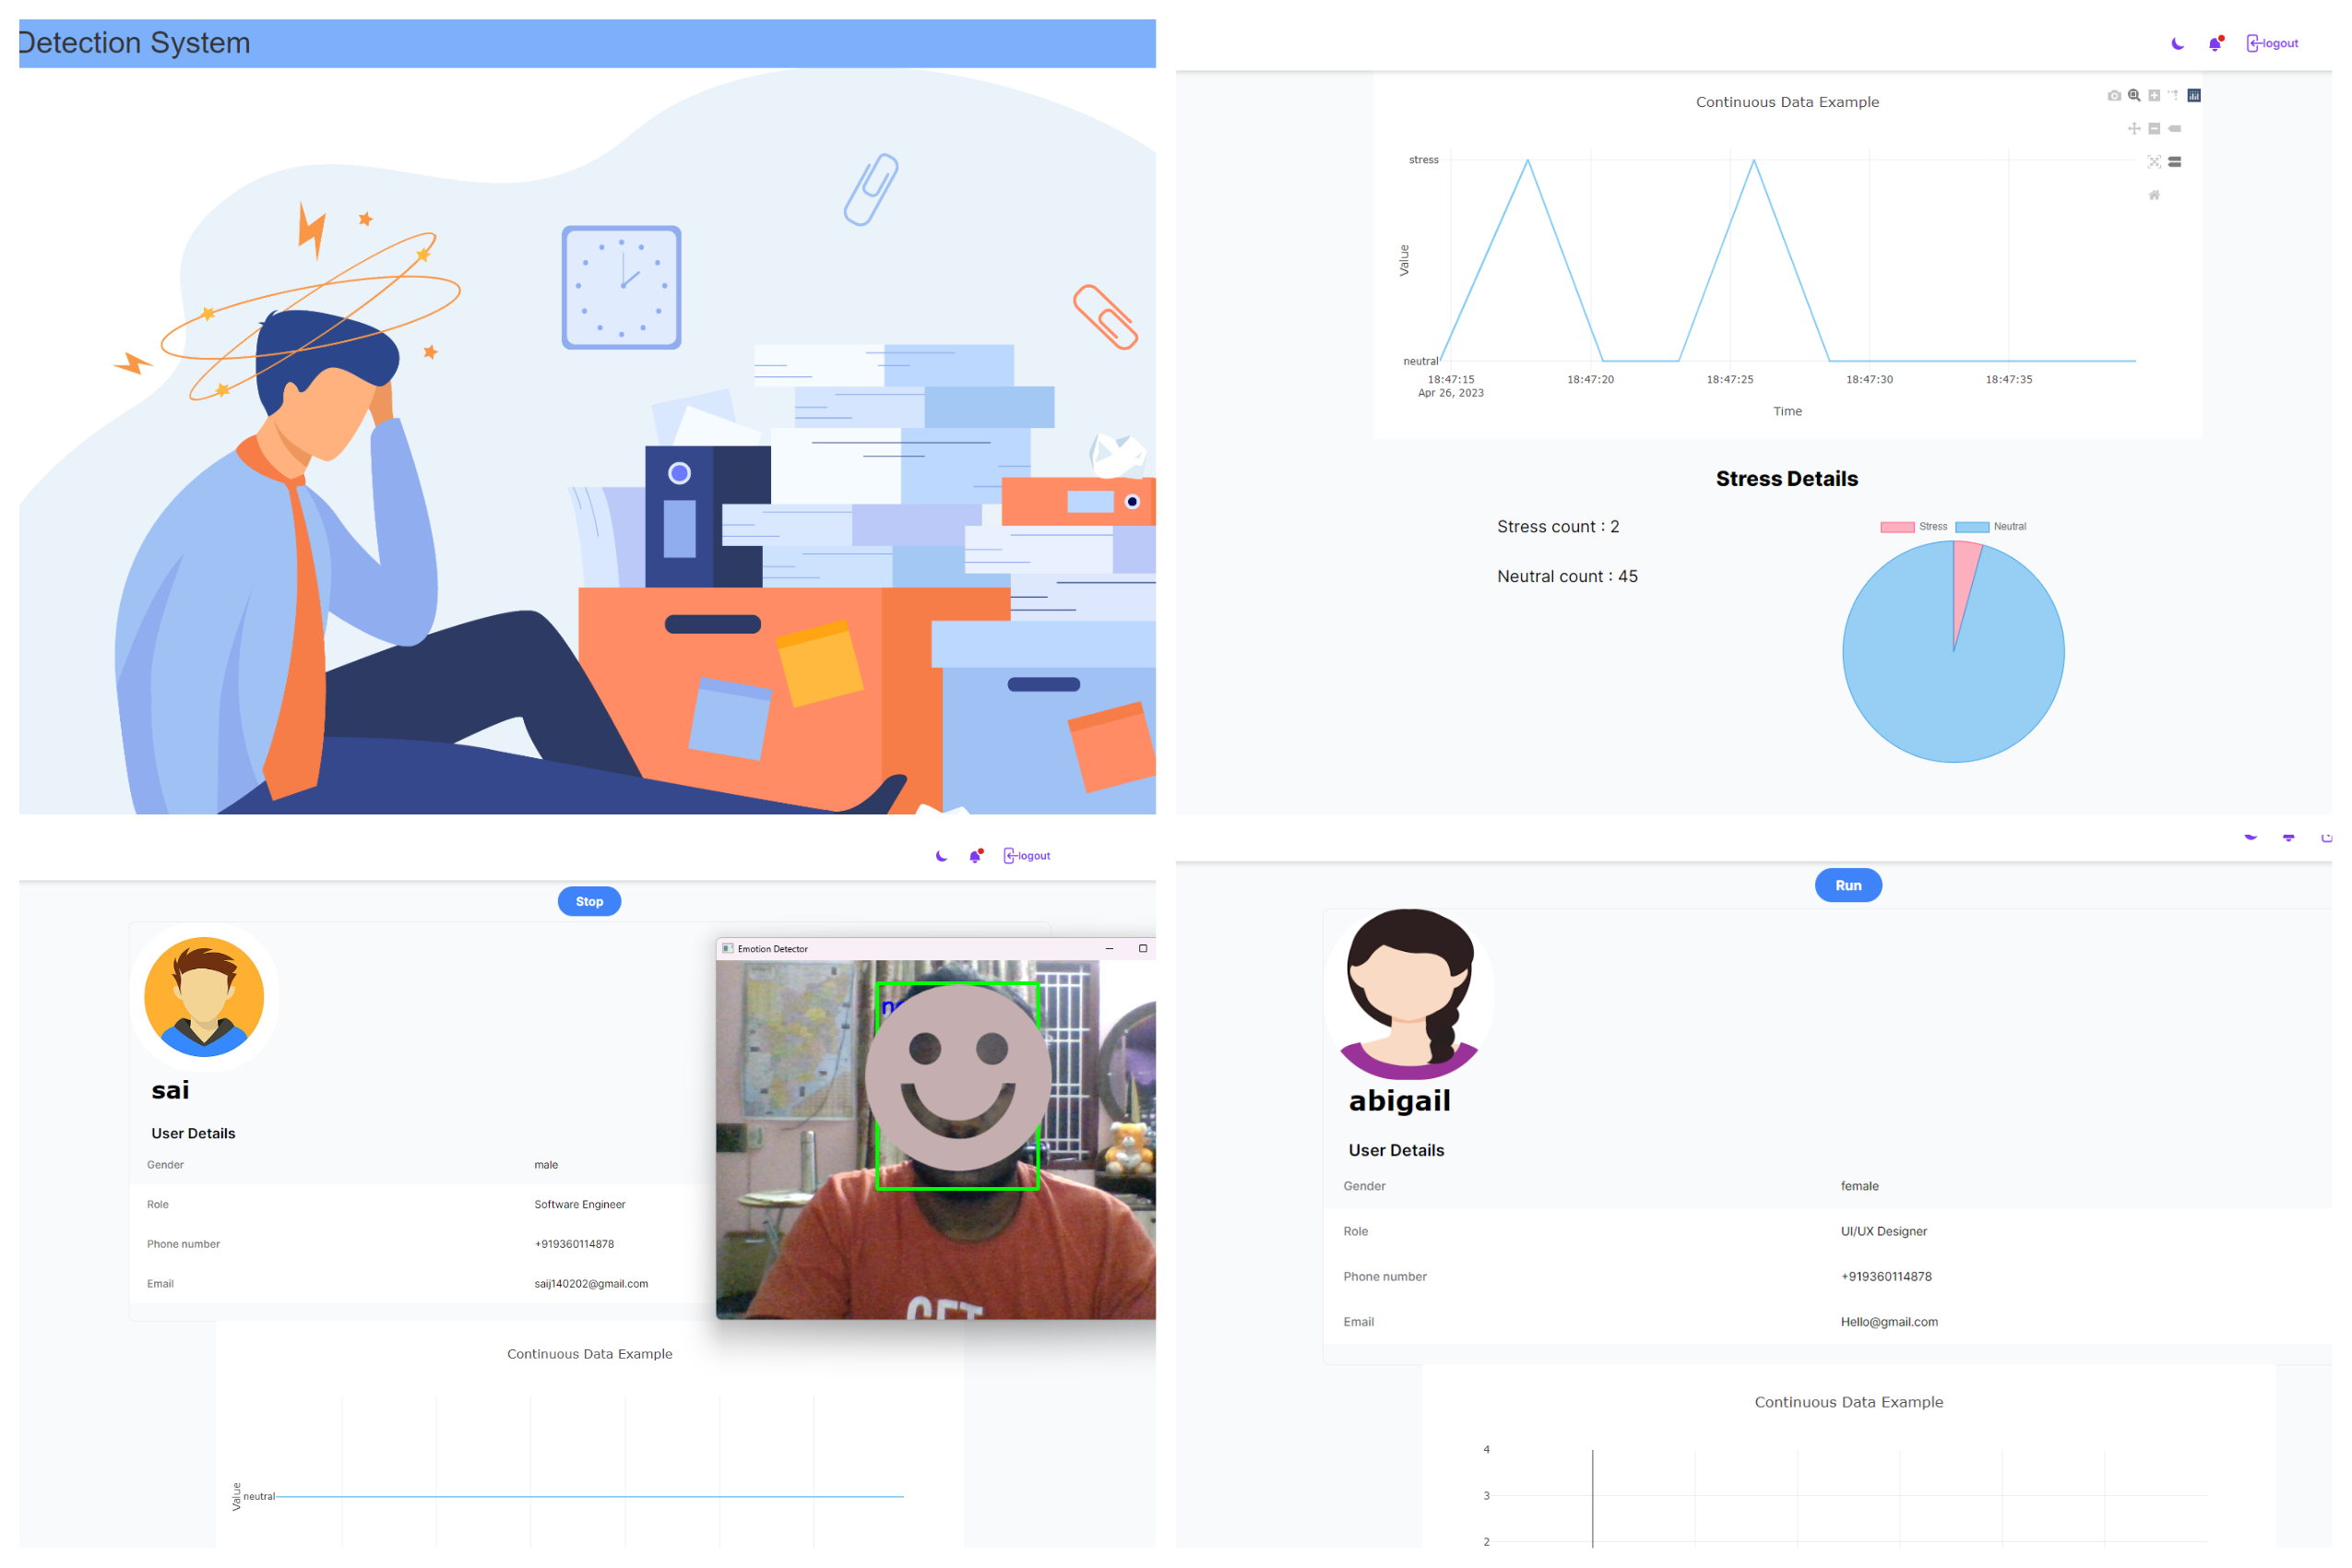 Detection System
logout
Continuous Data Example
stress
Value
neutral
18:47:15 18:47:20 18:47:25 18:47:30 18:47:35
Apr 26, 2023
Time
Stress Details
Stress count : 2
Stress Neutral
Neutral count : 45
logout
Stop
Emotion Detector
sai
User Details
Gender male
Role Software Engineer
Phone number +919360114878
Email saij140202@gmail.com
GET
Continuous Data Example
Value
neutral
Run
abigail
User Details
Gender female
Role UI/UX Designer
Phone number +919360114878
Email Hello@gmail.com
Continuous Data Example
4
3
2